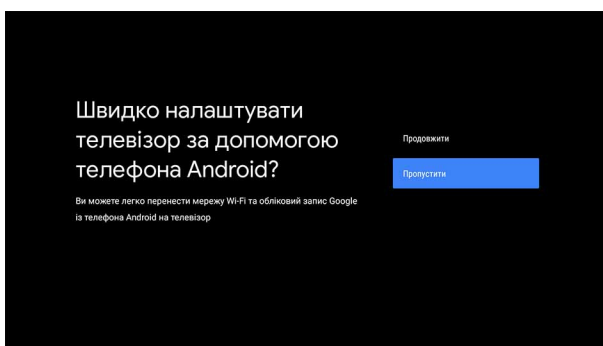 Швидко налаштувати
телевізор за допомогою
телефона Android?
Ви можете легко перенести мережу Wi-Fi та обліковий запис Google
із телефона Android на телевізор
Продовжити
Пропустити